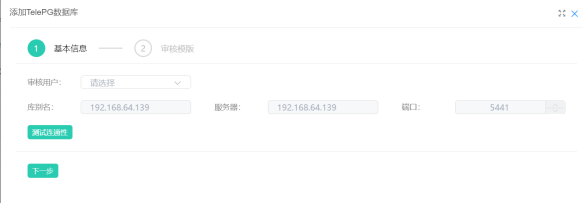 添加TelePG数据库
1 基本信息 2 审核模版
审核用户: 请选择
库别名: 192.168.64.139 服务器: 192.168.64.139 端口: 5441
测试连通性
下一步